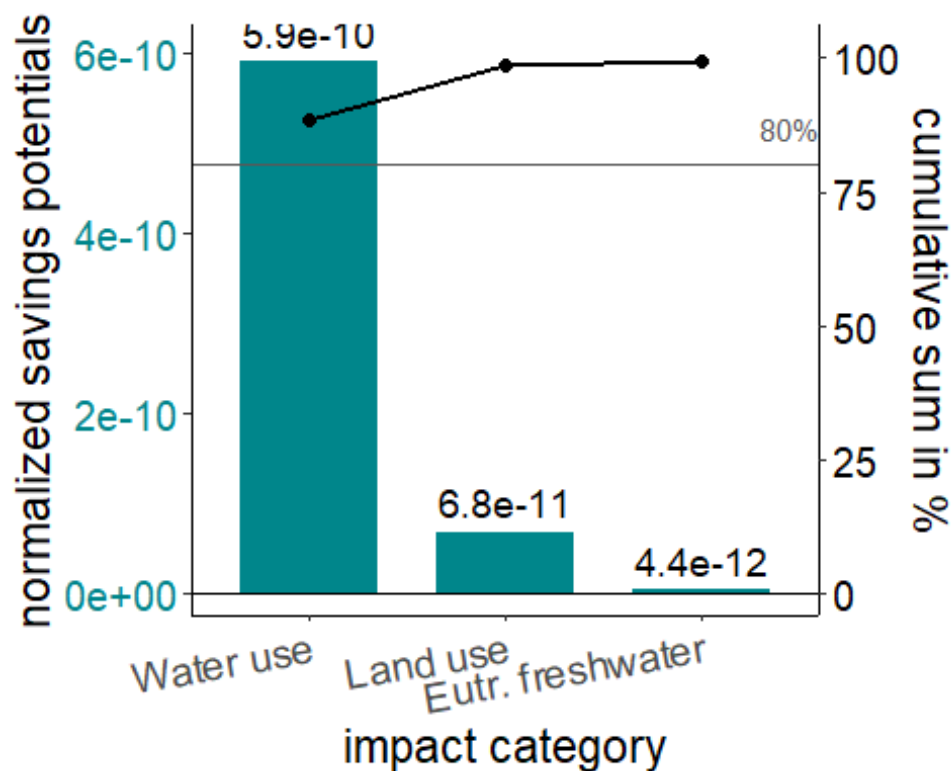 normalized savings potentials
6e-10
4e-10
2e-10
0e+00
5.9e-10
6.8e-11
4.4e-12
80%
100
75
50
25
0
cumulative sum in %
Water use
Land use
Eutr. freshwater
impact category